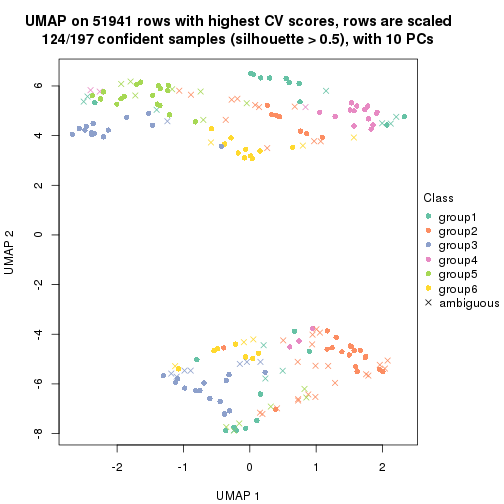 UMAP on 51941 rows with highest CV scores, rows are scaled
124/197 confident samples (silhouette > 0.5), with 10 PCs
6
4
2
0
-2
-4
-6
-8
UMAP 2
-2
-1
0
1
2
UMAP 1
Class
group1
group2
group3
group4
group5
group6
ambiguous